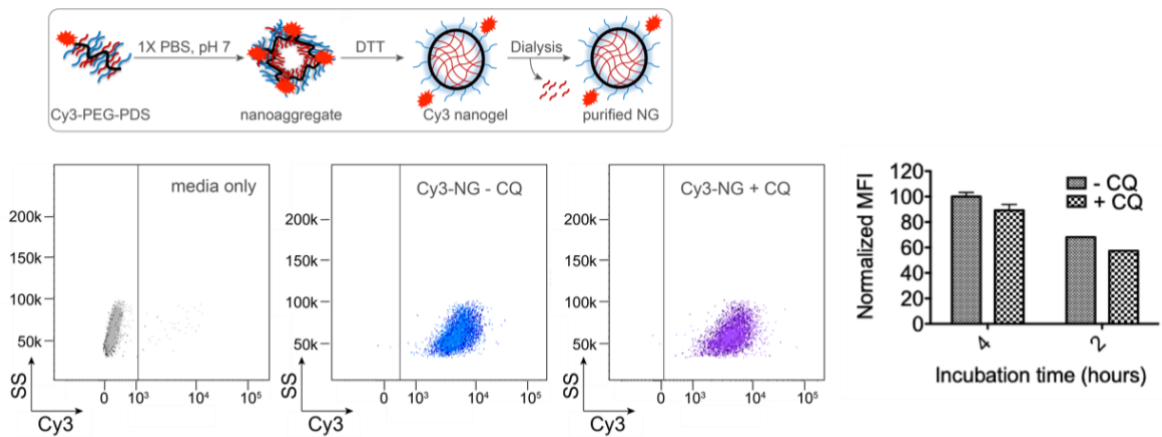 1X PBS, pH 7
DTT
Dialysis
Cy3-PEG-PDS
nanoaggregate
Cy3 nanogel
purified NG
media only
200k
150k
100k
50k
SS
0 10³ 10⁴ 10⁵
Cy3
Cy3-NG - CQ
200k
150k
100k
50k
SS
0 10³ 10⁴ 10⁵
Cy3
Cy3-NG + CQ
200k
150k
100k
50k
SS
0 10³ 10⁴ 10⁵
Cy3
Normalized MFI
120
100
80
60
40
20
0
- CQ
+ CQ
4 2
Incubation time (hours)